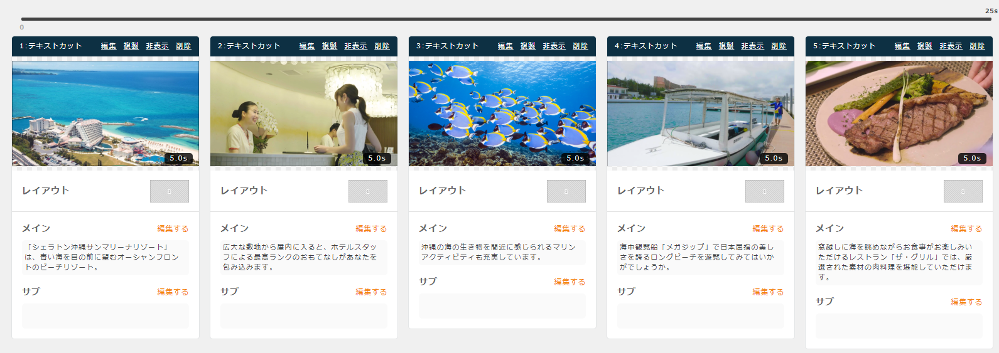 25s
0
1:テキストカット 編集 複製 非表示 削除
5.0s
レイアウト
メイン 編集する
「シェラトン沖縄サンマリーナリゾート」
は、青い海を目の前に望むオーシャンフロン
トのビーチリゾート。
サブ 編集する
2:テキストカット 編集 複製 非表示 削除
5.0s
レイアウト
メイン 編集する
広大な敷地から屋内に入ると、ホテルスタッ
フによる最高ランクのおもてなしがあなたを
包み込みます。
サブ 編集する
3:テキストカット 編集 複製 非表示 削除
5.0s
レイアウト
メイン 編集する
沖縄の海の生き物を間近に感じられるマリン
アクティビティも充実しています。
サブ 編集する
4:テキストカット 編集 複製 非表示 削除
5.0s
レイアウト
メイン 編集する
海中観覧船「メガジップ」で日本屈指の美し
さを誇るロングビーチを遊覧してみてはいか
がでしょうか。
サブ 編集する
5:テキストカット 編集 複製 非表示 削除
5.0s
レイアウト
メイン 編集する
窓越しに海を眺めながらお食事がお楽しみい
ただけるレストラン「ザ・グリル」では、厳
選された素材の肉料理を堪能していただけま
す。
サブ 編集する